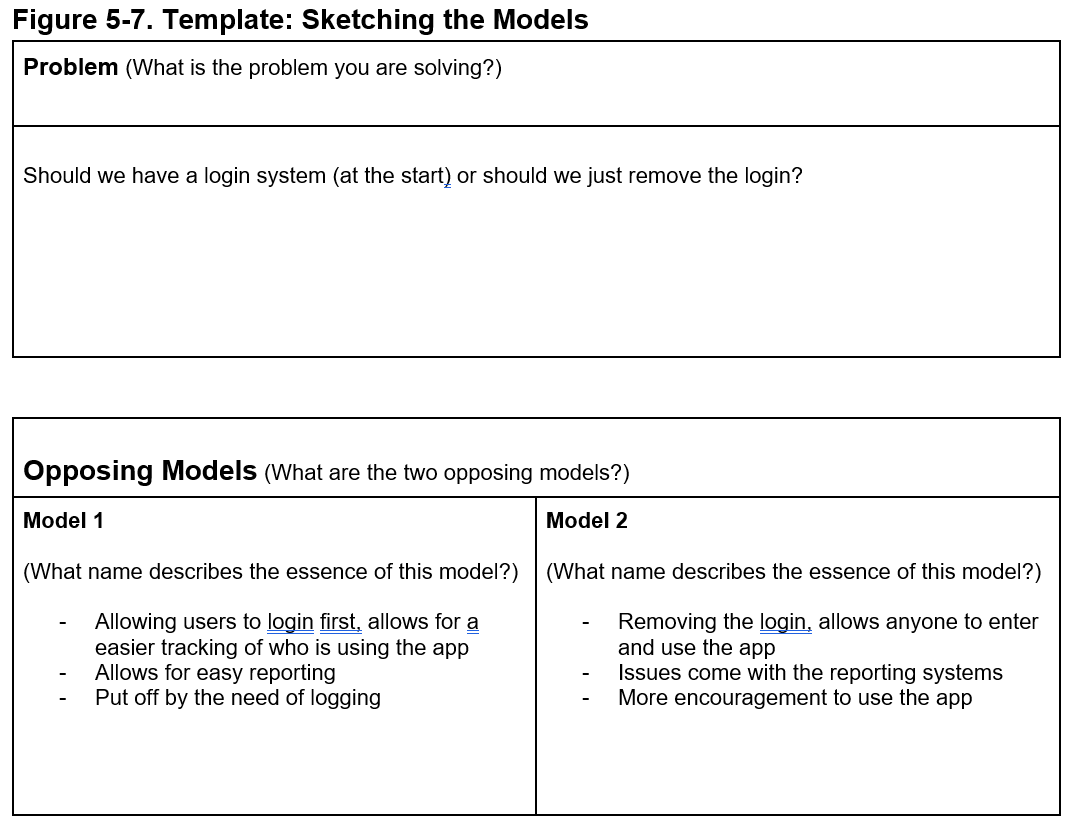 Figure 5-7. Template: Sketching the Models
Problem (What is the problem you are solving?)
Should we have a login system (at the start) or should we just remove the login?
Opposing Models (What are the two opposing models?)
Model 1
(What name describes the essence of this model?)
- Allowing users to login first, allows for a
easier tracking of who is using the app
- Allows for easy reporting
- Put off by the need of logging
Model 2
(What name describes the essence of this model?)
- Removing the login, allows anyone to enter
and use the app
- Issues come with the reporting systems
- More encouragement to use the app